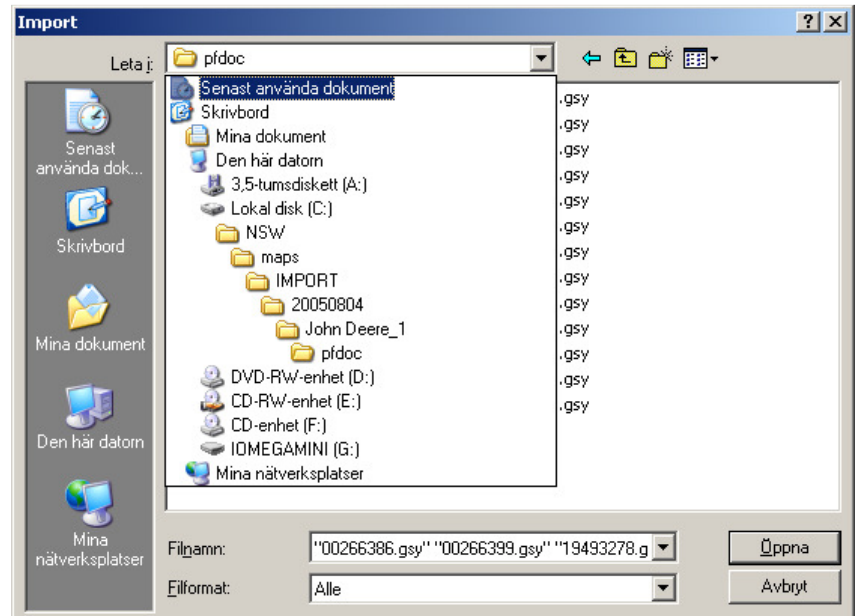 Import
Leta i:
pfdoc
Senast använda dokument
Skrivbord
Mina dokument
Den här datorn
3,5-tumsdiskett (A:)
Lokal disk (C:)
NSW
maps
IMPORT
20050804
John Deere_1
pfdoc
DVD-RW-enhet (D:)
CD-RW-enhet (E:)
CD-enhet (F:)
IOMEGAMINI (G:)
Mina nätverksplatser
.gsy
.gsy
.gsy
.gsy
.gsy
.gsy
.gsy
.gsy
.gsy
.gsy
.gsy
.gsy
.gsy
Senast
använda dok...
Skrivbord
Mina dokument
Den här datorn
Mina
nätverksplatser
Filnamn:
"00266386.gsy" "00266399.gsy" "19493278.g
Öppna
Filformat:
Alle
Avbryt